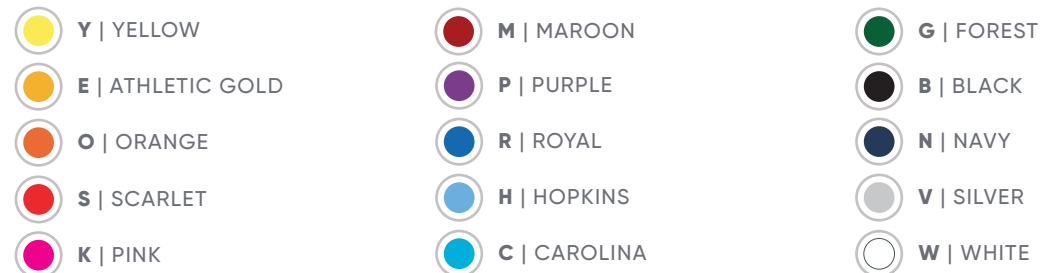 Y | YELLOW
E | ATHLETIC GOLD
O | ORANGE
S | SCARLET
K | PINK
M | MAROON
P | PURPLE
R | ROYAL
H | HOPKINS
C | CAROLINA
G | FOREST
B | BLACK
N | NAVY
V | SILVER
W | WHITE